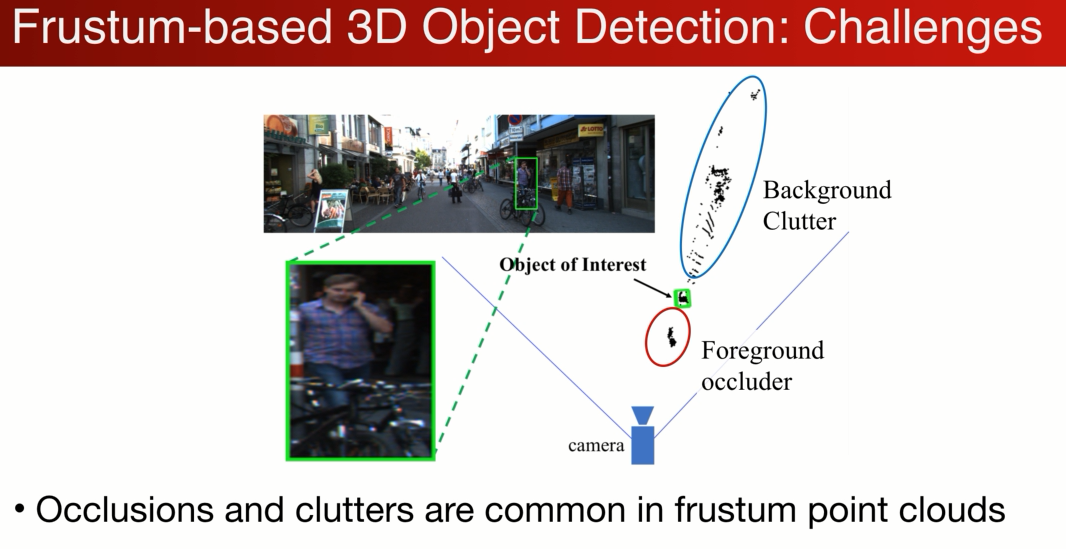 Frustum-based 3D Object Detection: Challenges
LOTTO
Background
Clutter
Object of Interest
Foreground
occluder
camera
• Occlusions and clutters are common in frustum point clouds